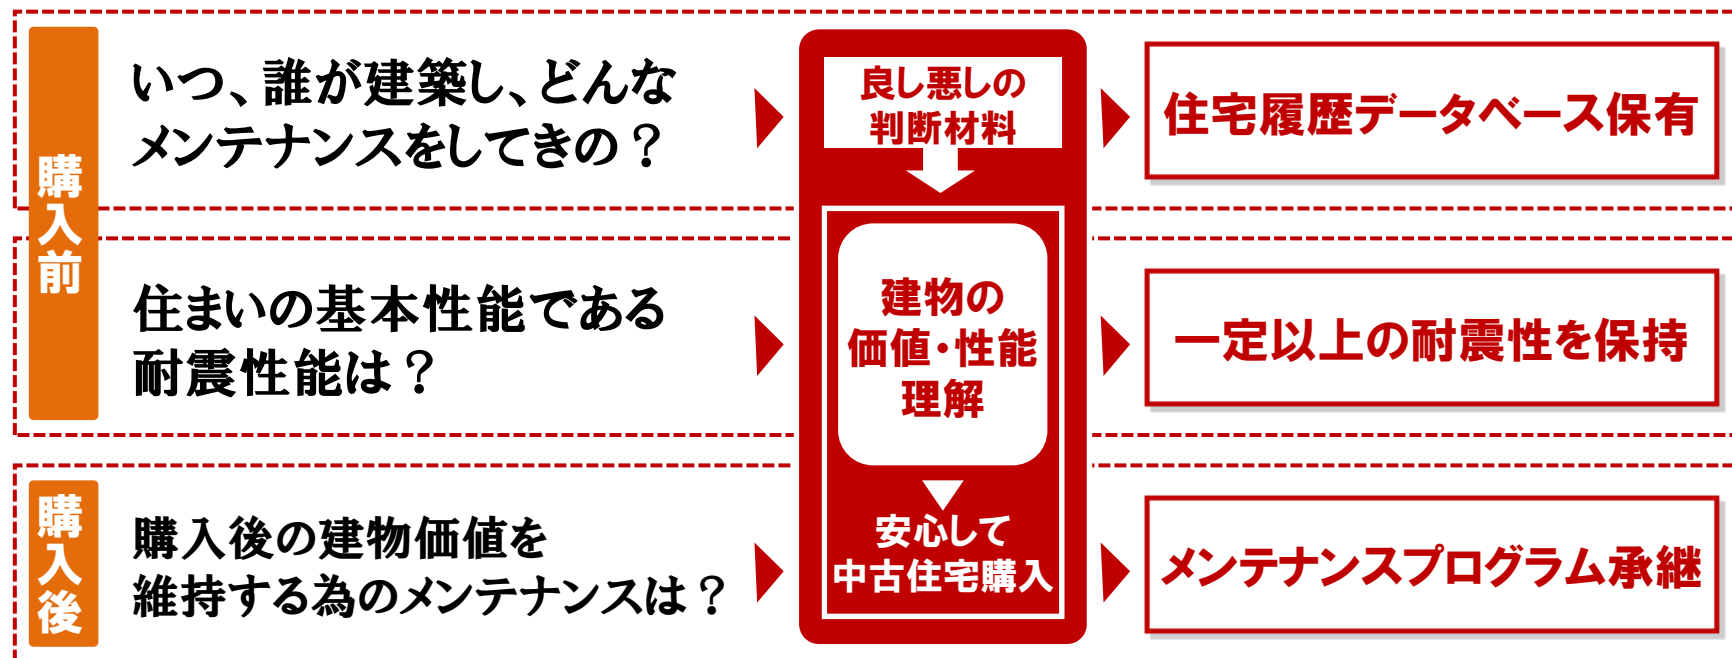 購入前
いつ、誰が建築し、どんな
メンテナンスをしてきの？
良し悪しの
判断材料
住宅履歴データベース保有
住まいの基本性能である
耐震性能は？
建物の
価値・性能
理解
一定以上の耐震性を保持
購入後
購入後の建物価値を
維持する為のメンテナンスは？
安心して
中古住宅購入
メンテナンスプログラム承継